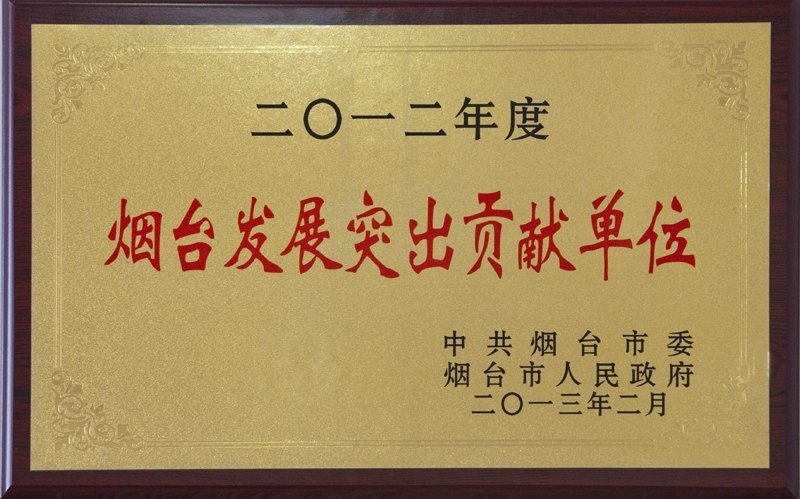 二〇一二年度
烟台发展突出贡献单位
中共烟台市委
烟台市人民政府
二〇一三年二月